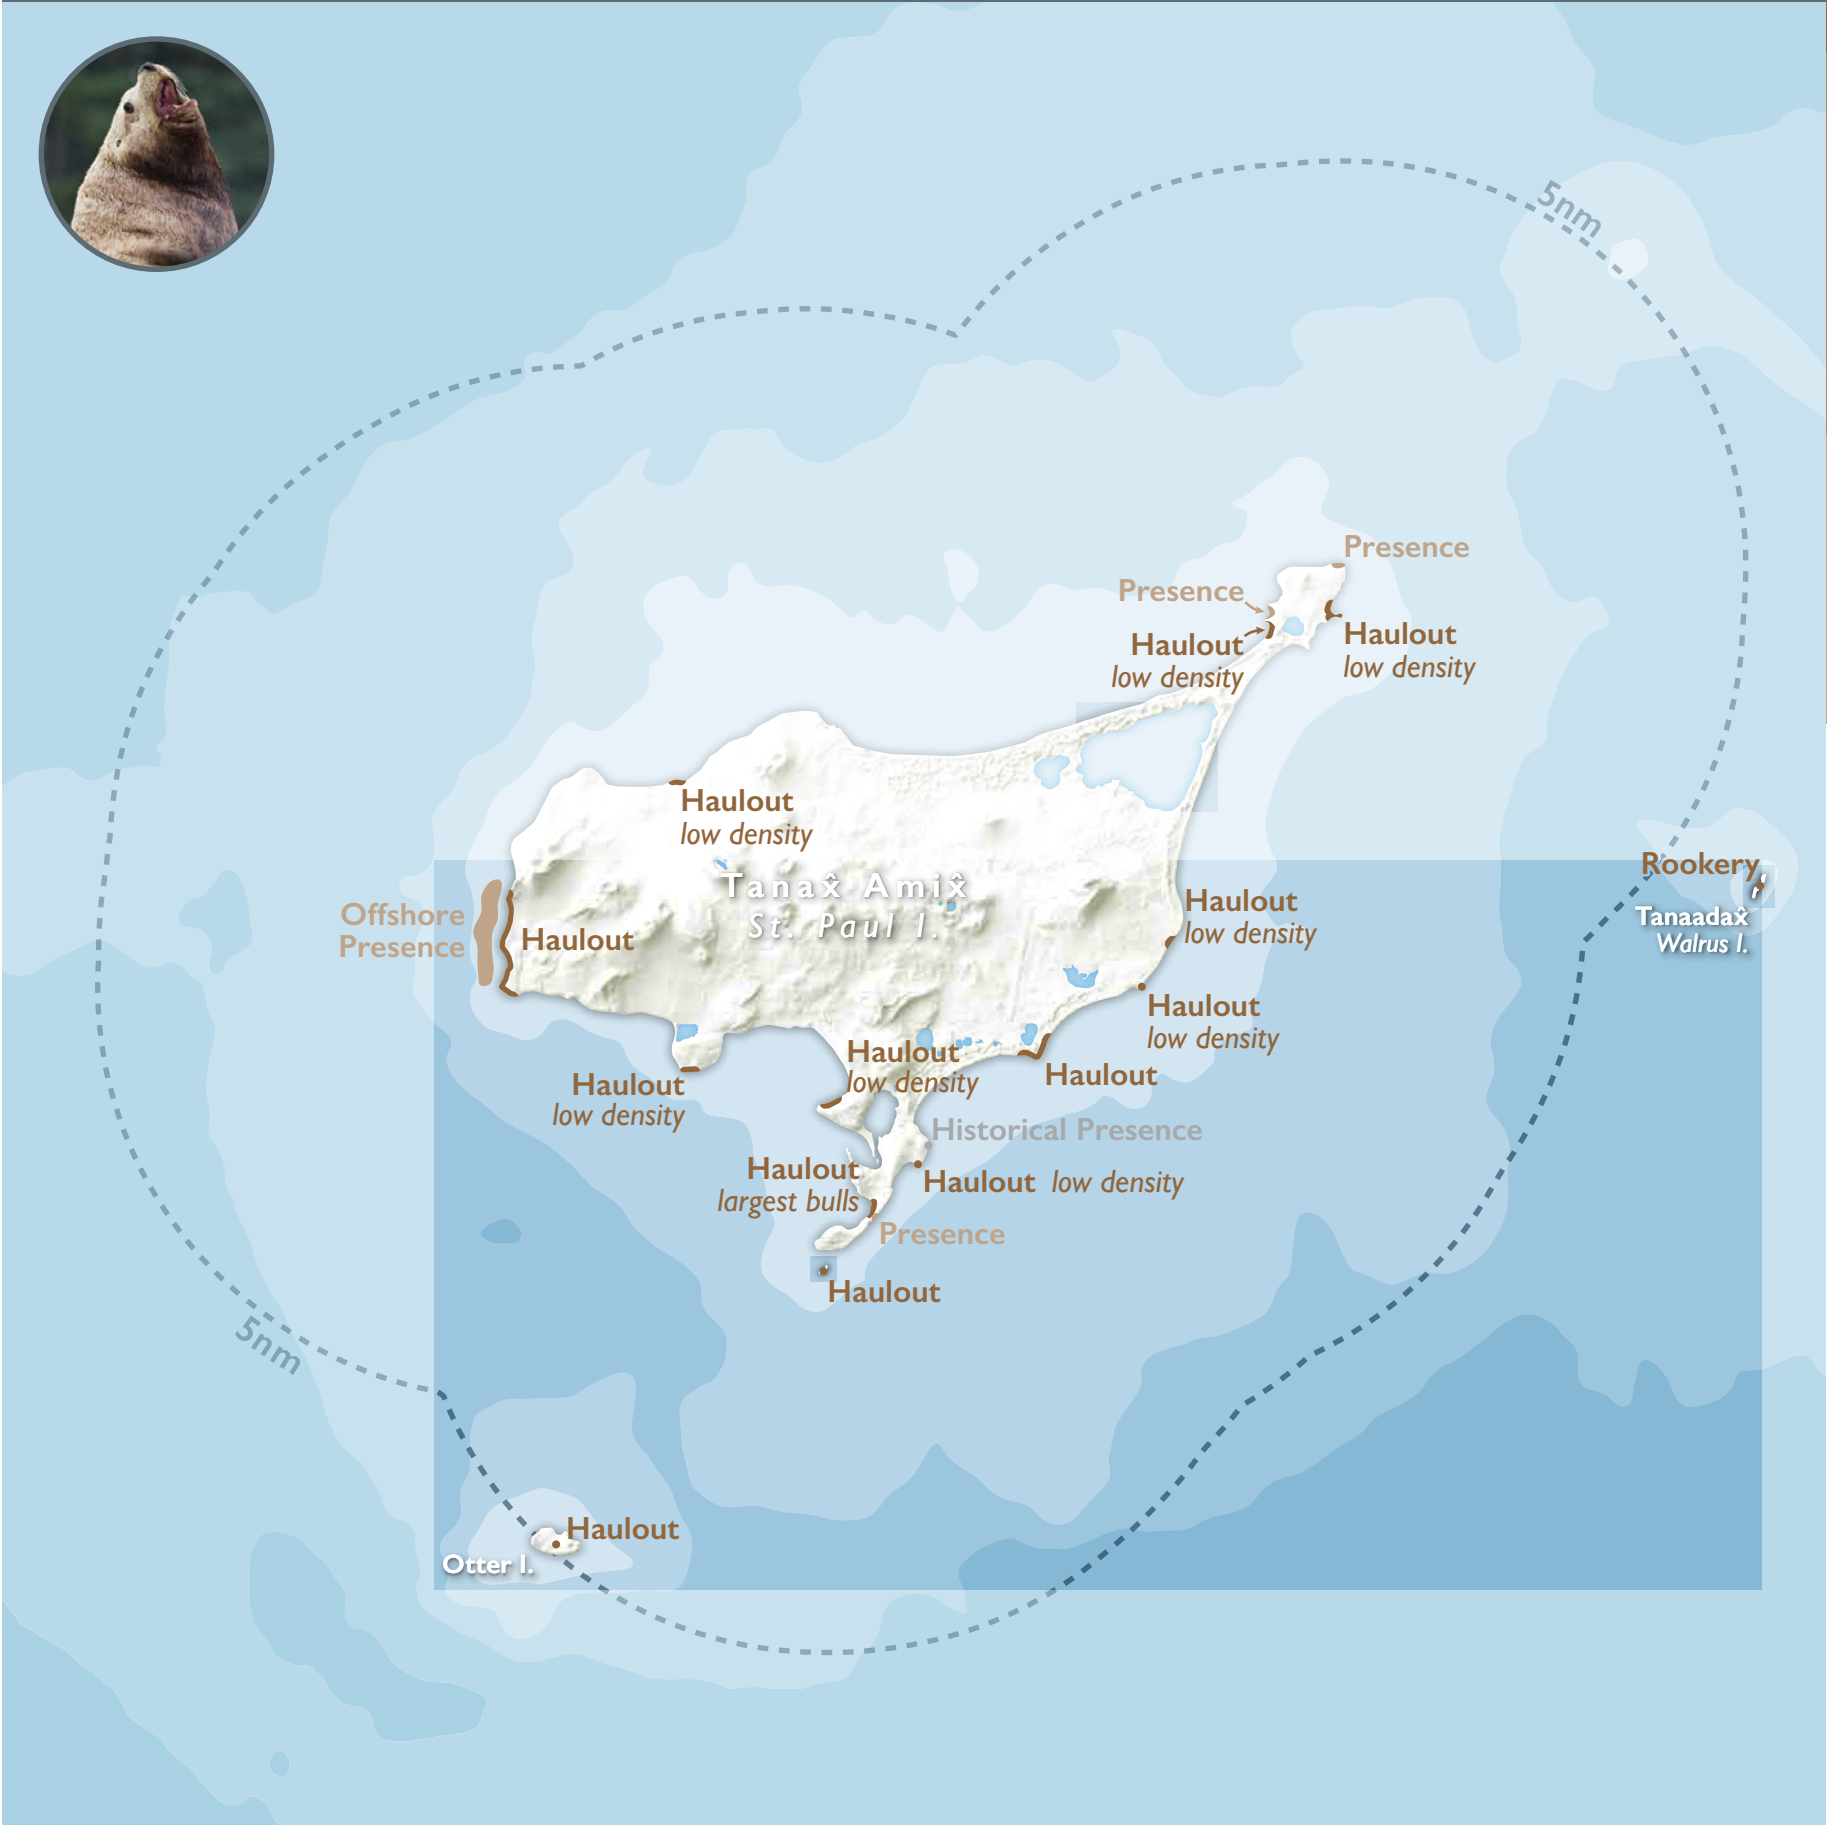 5nm
Presence
Presence
Haulout
low density
Haulout
low density
Haulout
low density
Rookery
Tanaadax̂
Walrus I.
Tanax̂ Amix̂
St. Paul I.
Offshore
Presence
Haulout
Haulout
low density
Haulout
low density
Haulout
low density
Haulout
Haulout
low density
Historical Presence
Haulout
largest bulls
Haulout low density
Presence
Haulout
5nm
Haulout
Otter I.